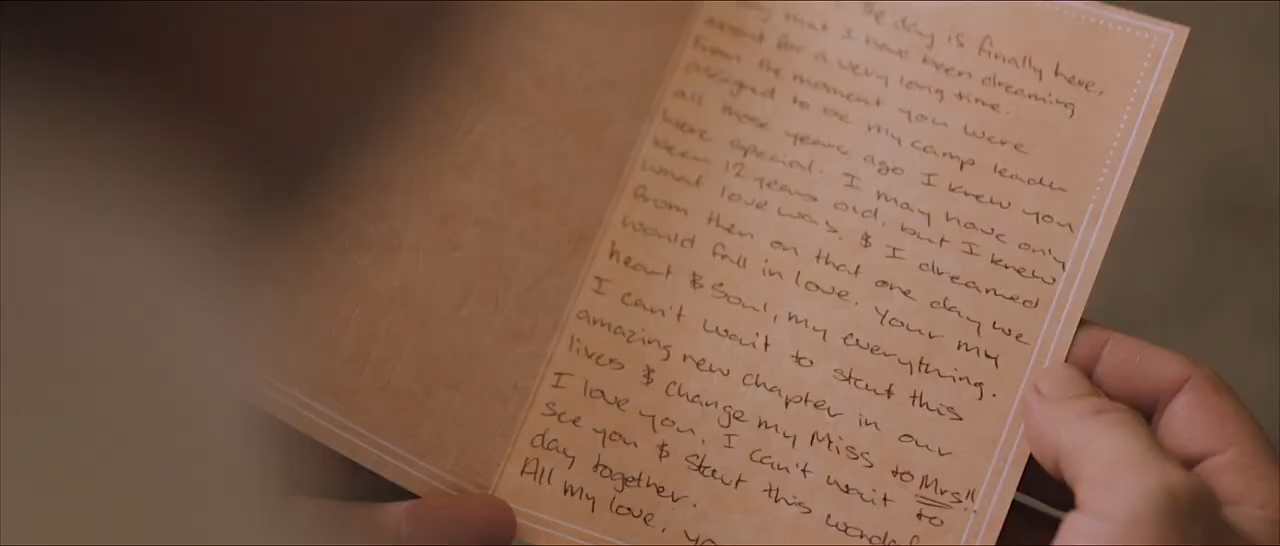 the day is finally here,
that I have been dreaming
about for a very long time.
From the moment you were
assigned to be my camp leader
all those years ago I knew you
were special. I may have only
been 12 years old, but I knew
what love was. & I dreamed
from then on that one day we
would fall in love. Your my
heart & Soul, my everything.
I can't wait to start this
amazing new chapter in our
lives & change my Miss to Mrs!!
I love you. I can't wait to
see you & start this
day together.
All my love,